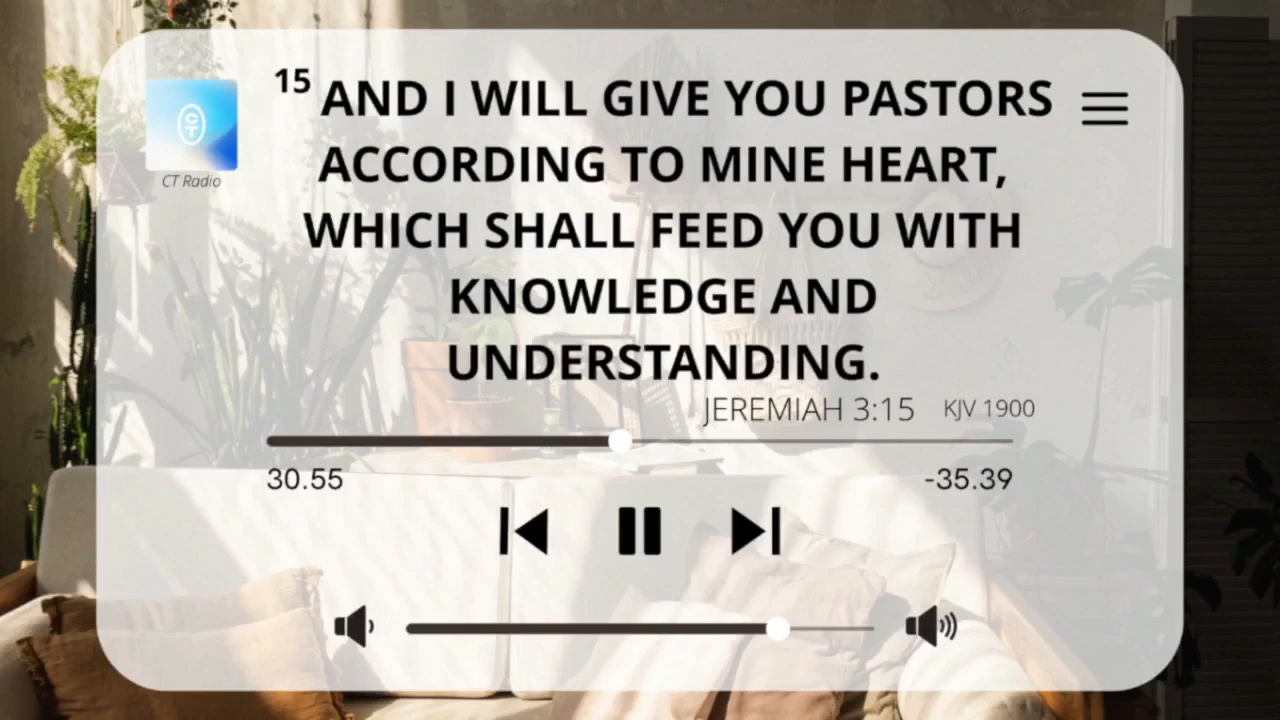 15 AND I WILL GIVE YOU PASTORS
ACCORDING TO MINE HEART,
WHICH SHALL FEED YOU WITH
KNOWLEDGE AND
UNDERSTANDING.
JEREMIAH 3:15 KJV 1900
CT
CT Radio
30.55
-35.39